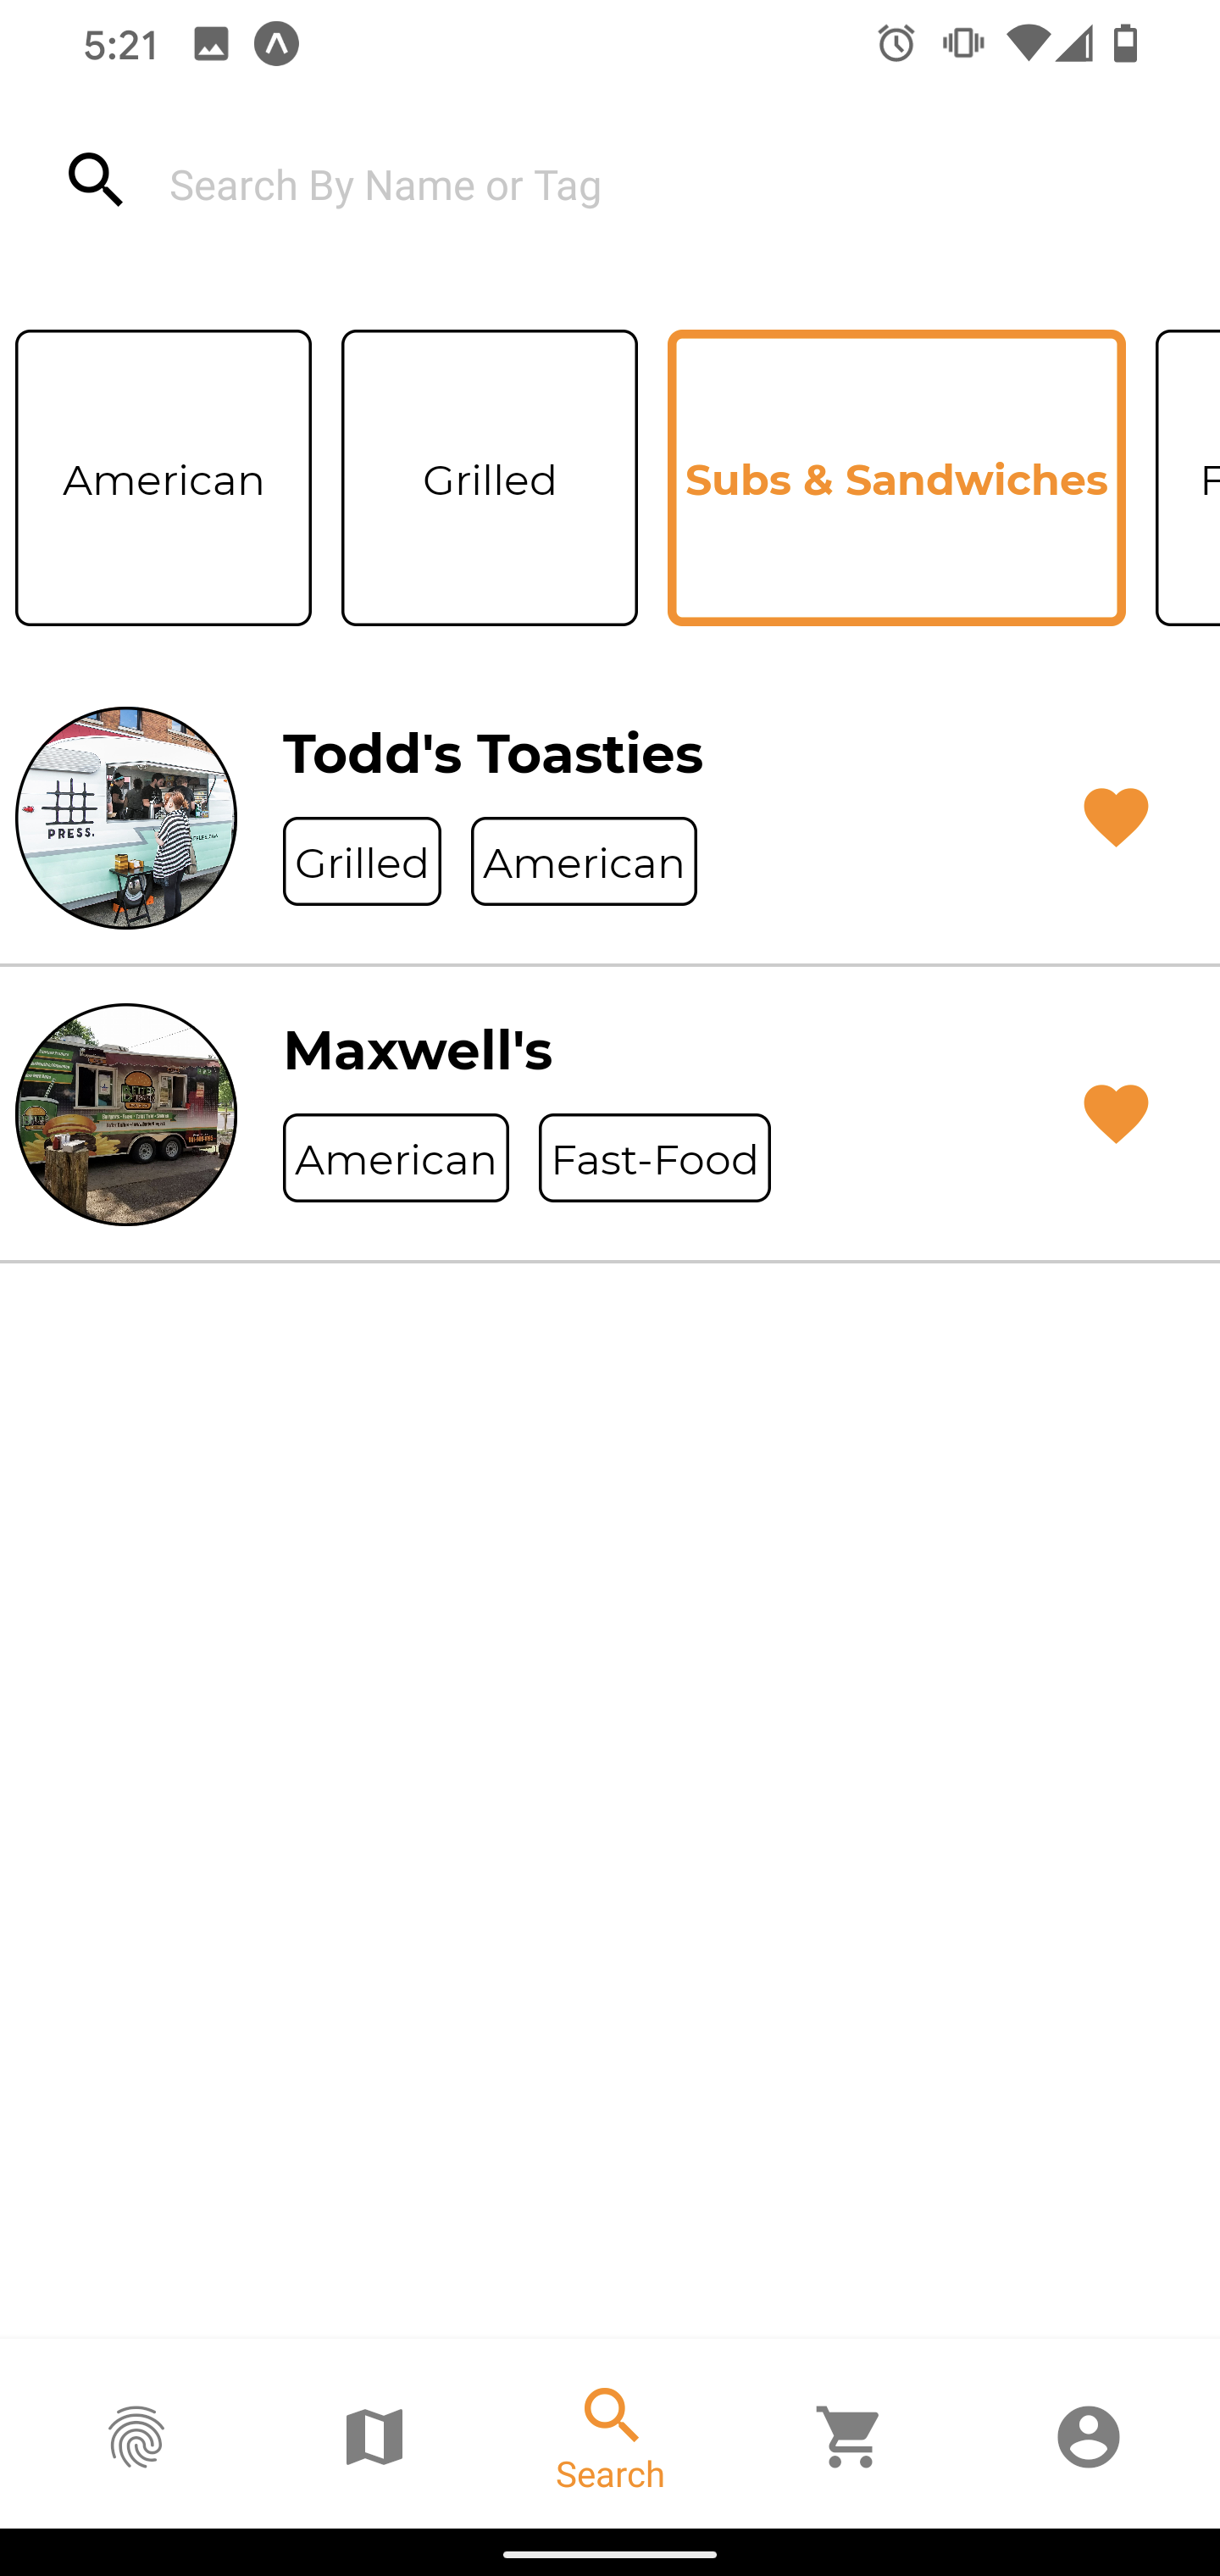 5:21
Search By Name or Tag
American
Grilled
Subs & Sandwiches
F
Todd's Toasties
PRESS.
Grilled
American
Maxwell's
American
Fast-Food
Search